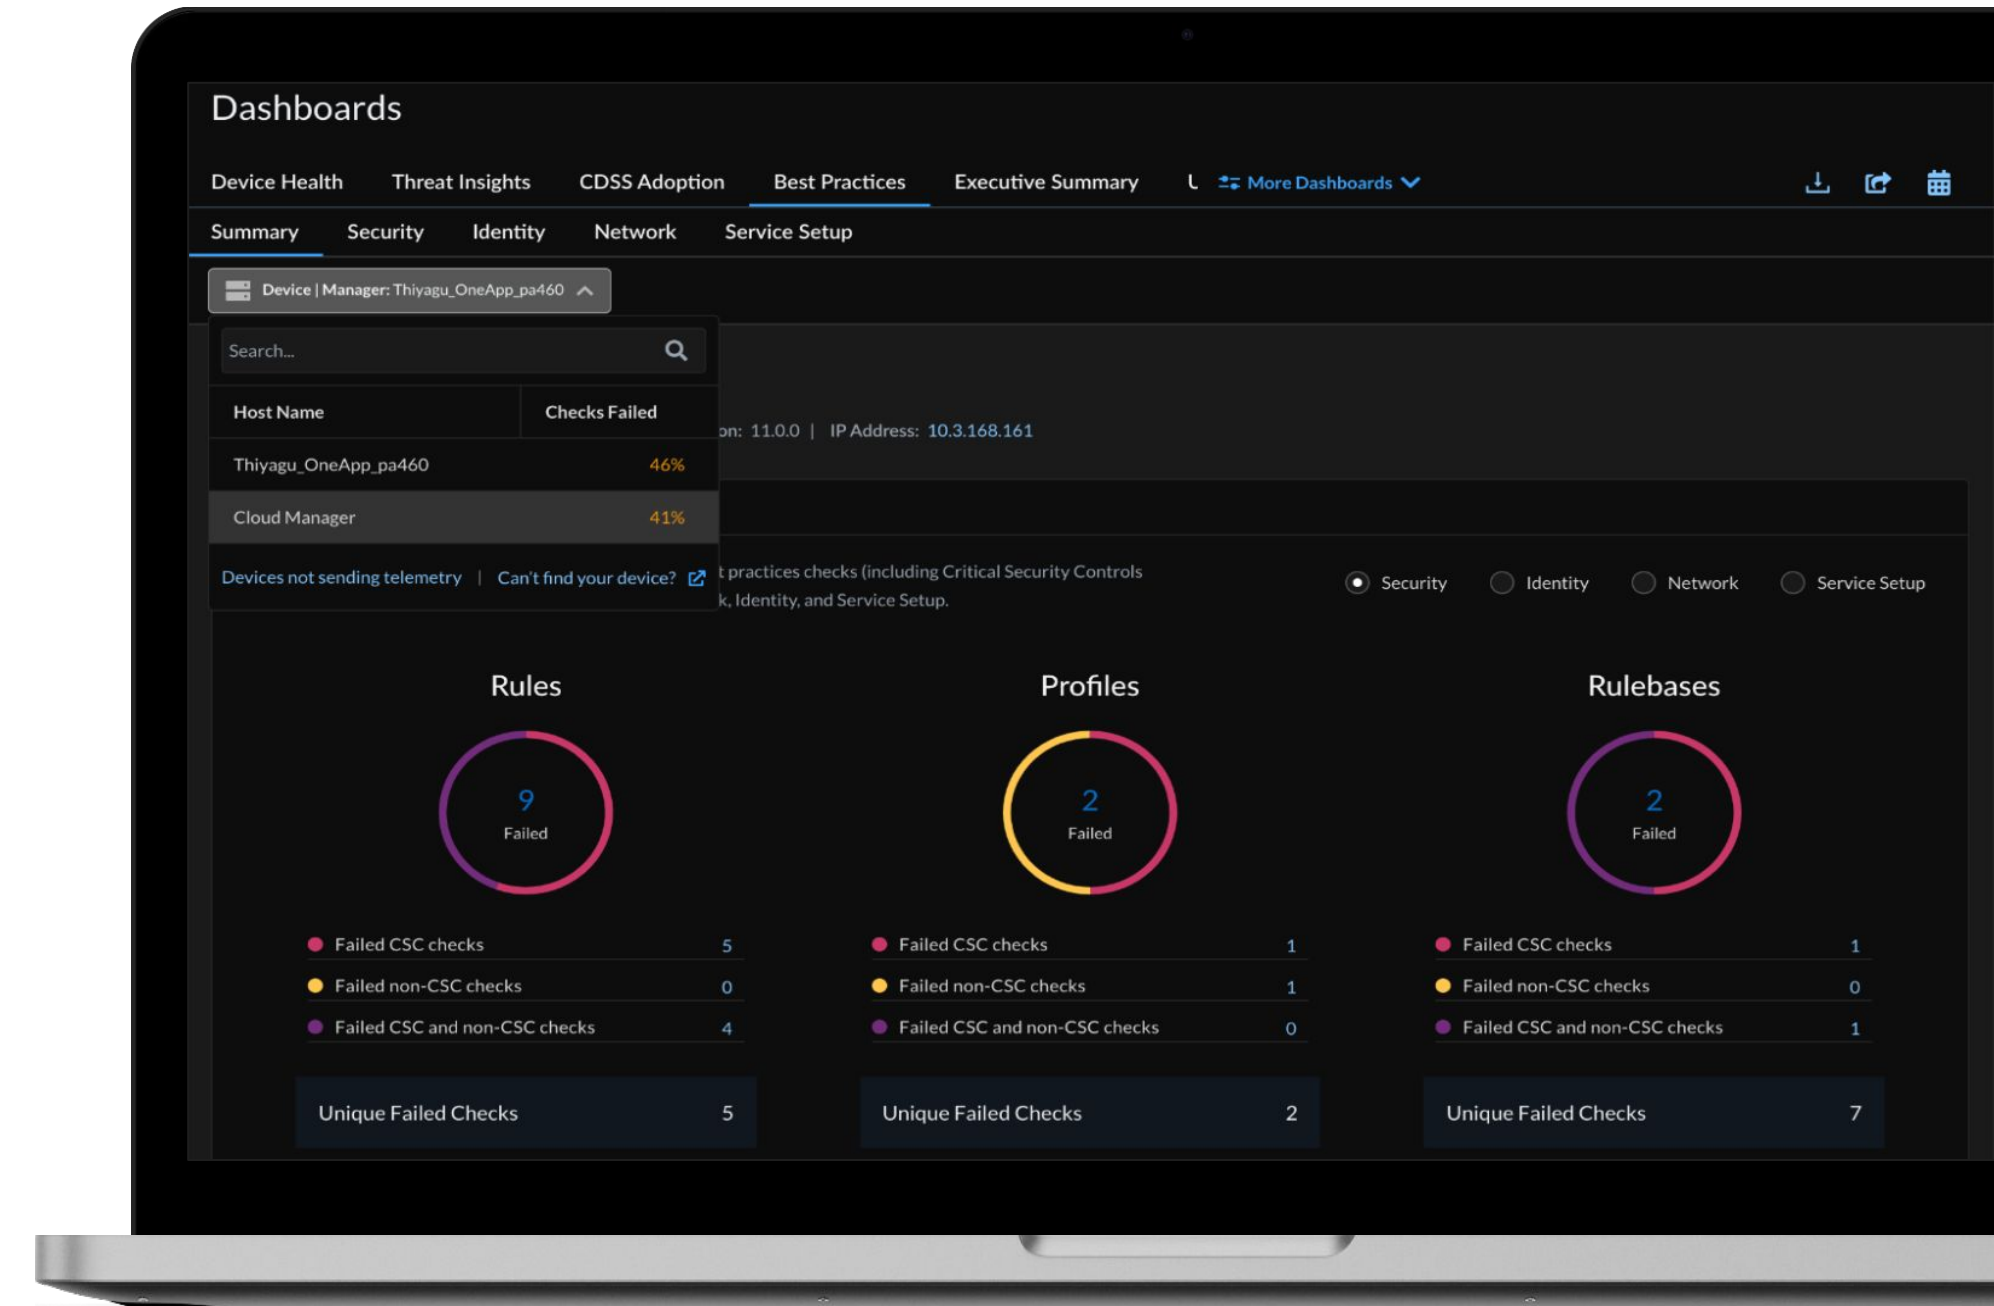 Dashboards
Device Health Threat Insights CDSS Adoption Best Practices Executive Summary More Dashboards
Summary Security Identity Network Service Setup
Device | Manager: Thiyagu_OneApp_pa460
Search...
Host Name Checks Failed
on: 11.0.0 | IP Address: 10.3.168.161
Thiyagu_OneApp_pa460 46%
Cloud Manager 41%
Devices not sending telemetry | Can't find your device?
t practices checks (including Critical Security Controls
k, Identity, and Service Setup.
Security Identity Network Service Setup
Rules
9
Failed
Failed CSC checks 5
Failed non-CSC checks 0
Failed CSC and non-CSC checks 4
Unique Failed Checks 5
Profiles
2
Failed
Failed CSC checks 1
Failed non-CSC checks 1
Failed CSC and non-CSC checks 0
Unique Failed Checks 2
Rulebases
2
Failed
Failed CSC checks 1
Failed non-CSC checks 0
Failed CSC and non-CSC checks 1
Unique Failed Checks 7